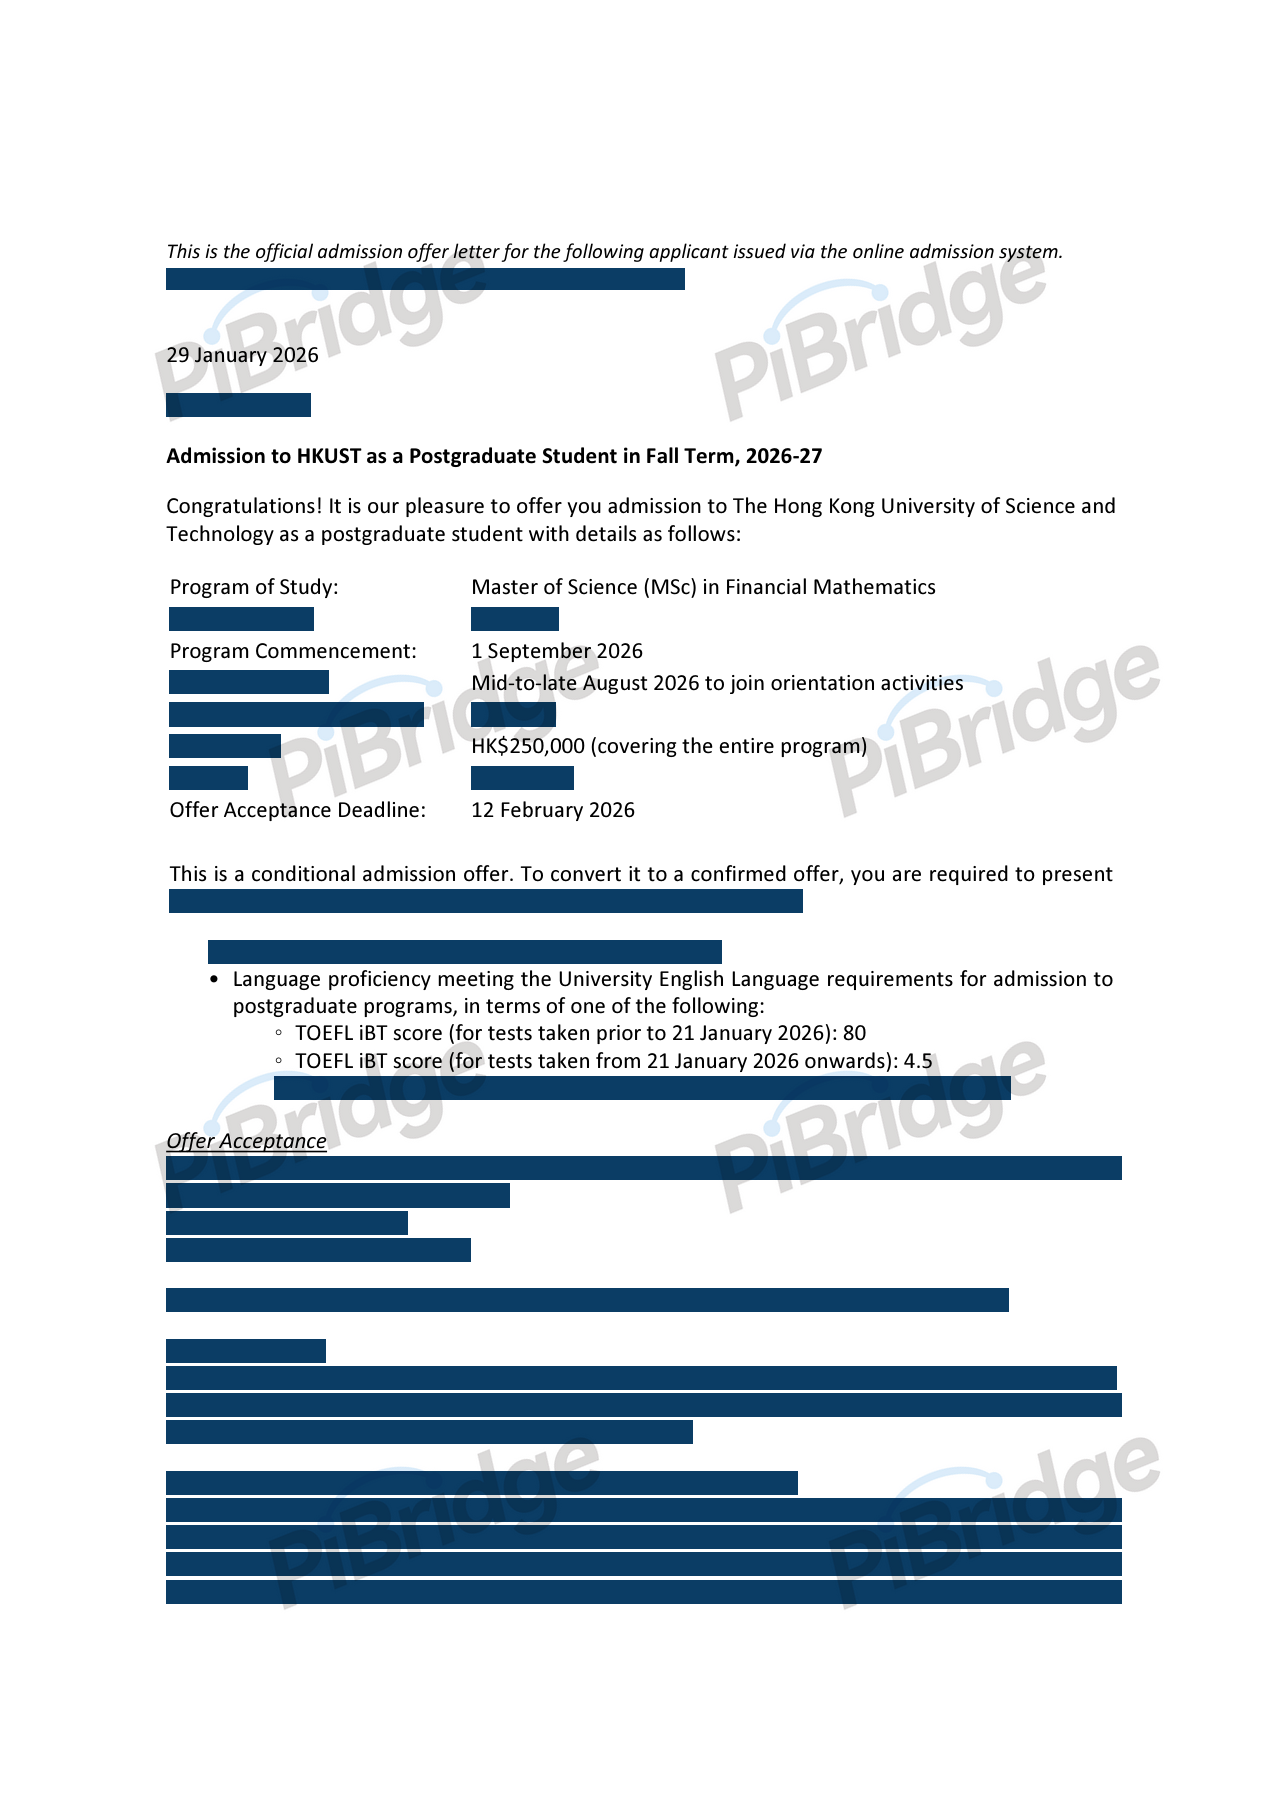 This is the official admission offer letter for the following applicant issued via the online admission system.
29 January 2026
Admission to HKUST as a Postgraduate Student in Fall Term, 2026-27
Congratulations! It is our pleasure to offer you admission to The Hong Kong University of Science and
Technology as a postgraduate student with details as follows:
Program of Study: Master of Science (MSc) in Financial Mathematics
Program Commencement: 1 September 2026
Mid-to-late August 2026 to join orientation activities
HK$250,000 (covering the entire program)
Offer Acceptance Deadline: 12 February 2026
This is a conditional admission offer. To convert it to a confirmed offer, you are required to present
• Language proficiency meeting the University English Language requirements for admission to
postgraduate programs, in terms of one of the following:
◦ TOEFL iBT score (for tests taken prior to 21 January 2026): 80
◦ TOEFL iBT score (for tests taken from 21 January 2026 onwards): 4.5
Offer Acceptance
PiBridge
PiBridge
PiBridge
PiBridge
PiBridge
PiBridge
PiBridge
PiBridge